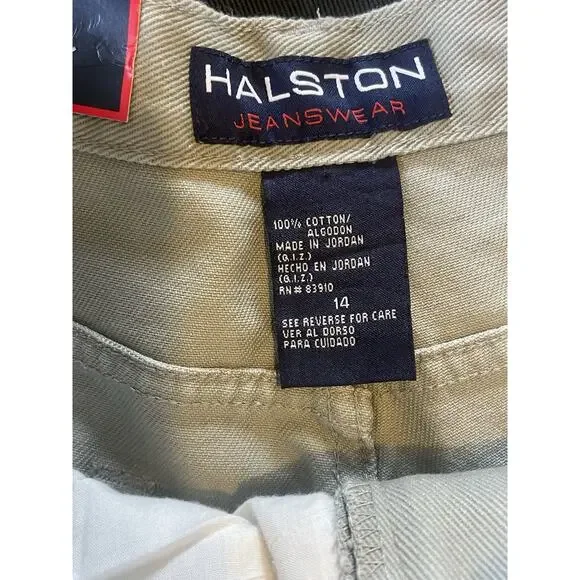 HALSTON
JEANSWEAR
100% COTTON/
ALGODON
MADE IN JORDAN
(G.I.Z.)
HECHO EN JORDAN
(G.I.Z.)
RN# 83910
14
SEE REVERSE FOR CARE
VER AL DORSO
PARA CUIDADO